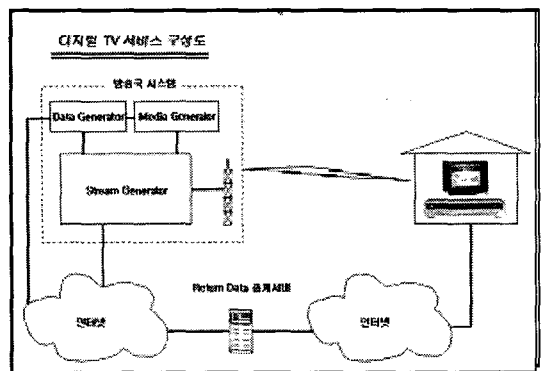 디지털 TV 서비스 구성도
방송국 시스템
Data Generator
Media Generator
Stream Generator
Return Data 중계서버
인터넷
인터넷